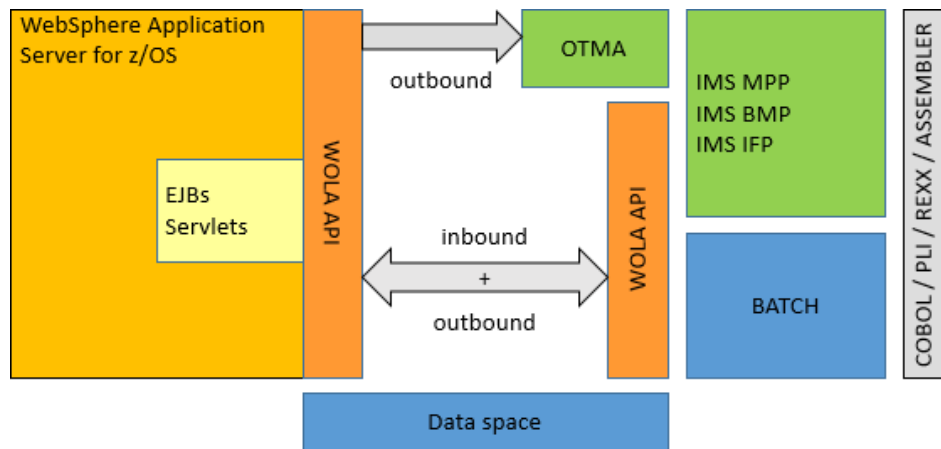 WebSphere Application
Server for z/OS
EJBs
Servlets
WOLA API
outbound
OTMA
inbound
+
outbound
WOLA API
IMS MPP
IMS BMP
IMS IFP
BATCH
COBOL / PLI / REXX / ASSEMBLER
Data space